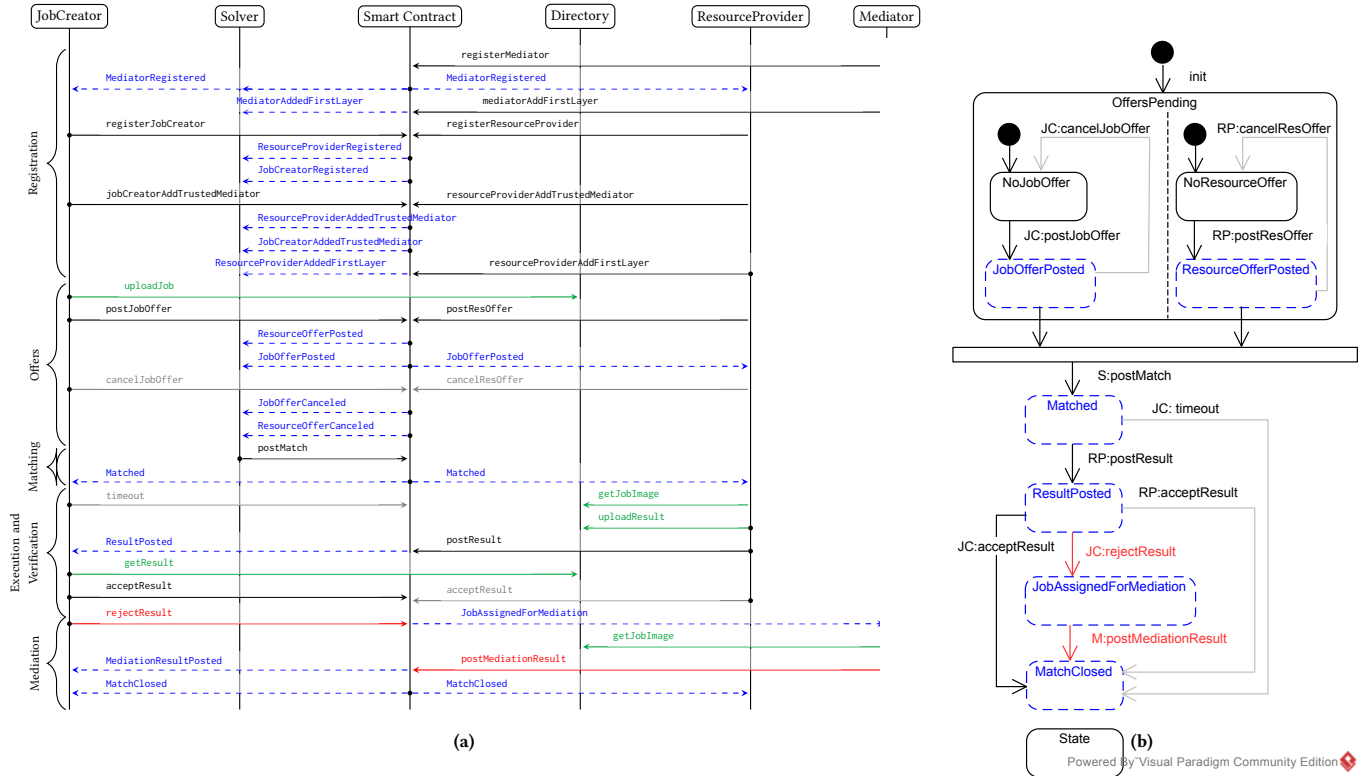 JobCreator Solver Smart Contract Directory ResourceProvider Mediator
registerMediator
MediatorRegistered MediatorRegistered
MediatorAddedFirstLayer mediatorAddFirstLayer
registerJobCreator registerResourceProvider
ResourceProviderRegistered
JobCreatorRegistered
jobCreatorAddTrustedMediator resourceProviderAddTrustedMediator
ResourceProviderAddedTrustedMediator
JobCreatorAddedTrustedMediator
ResourceProviderAddedFirstLayer resourceProviderAddFirstLayer
Registration
uploadJob
postJobOffer postResOffer
ResourceOfferPosted
JobOfferPosted JobOfferPosted
cancelJobOffer cancelResOffer
JobOfferCanceled
ResourceOfferCanceled
Offers
postMatch
Matched Matched
Matching
timeout getJobImage
uploadResult
ResultPosted postResult
getResult
acceptResult acceptResult
Execution and
Verification
rejectResult JobAssignedForMediation
getJobImage
postMediationResult
MediationResultPosted
MatchClosed MatchClosed
Mediation
(a)
init
OffersPending
JC:cancelJobOffer RP:cancelResOffer
NoJobOffer NoResourceOffer
JC:postJobOffer RP:postResOffer
JobOfferPosted ResourceOfferPosted
S:postMatch
Matched JC: timeout
RP:postResult
ResultPosted RP:acceptResult
JC:acceptResult JC:rejectResult
JobAssignedForMediation
M:postMediationResult
MatchClosed
State
(b)
Powered By Visual Paradigm Community Edition